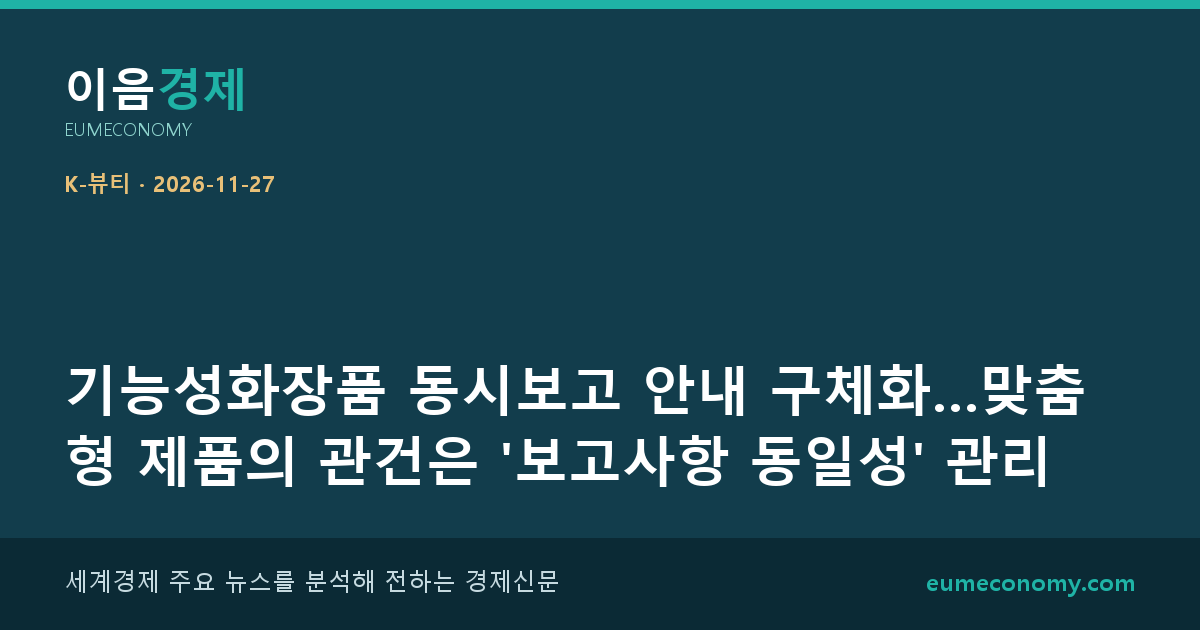 이음경제
EUMECONOMY
K-뷰티 · 2026-11-27
기능성화장품 동시보고 안내 구체화…맞춤
형 제품의 관건은 '보고사항 동일성' 관리
세계경제 주요 뉴스를 분석해 전하는 경제신문
eumeconomy.com